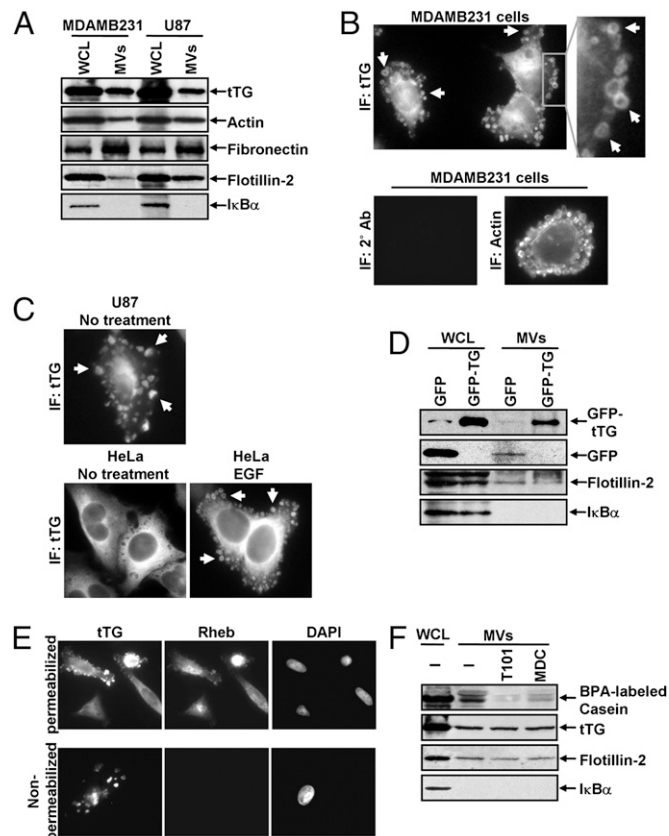 A
MDAMB231 U87
WCL MVs WCL MVs
tTG
Actin
Fibronectin
Flotillin-2
IκBα
B
MDAMB231 cells
IF: tTG
MDAMB231 cells
IF: 2° Ab
IF: Actin
C
U87
No treatment
IF: tTG
HeLa
No treatment
HeLa
EGF
IF: tTG
D
WCL MVs
GFP GFP-TG GFP GFP-TG
GFP-
tTG
GFP
Flotillin-2
IκBα
E
tTG Rheb DAPI
permeabilized
Non-
permeabilized
F
WCL MVs
– – T101 MDC
BPA-labeled
Casein
tTG
Flotillin-2
IκBα